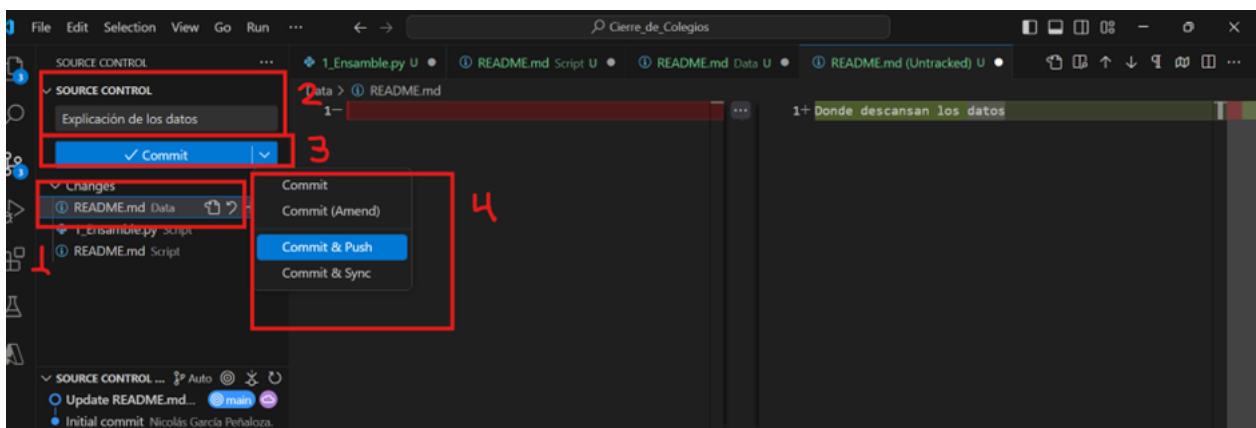 File Edit Selection View Go Run ··· Cierre_de_Colegios
SOURCE CONTROL ··· 1_Ensamble.py U README.md Script U README.md Data U README.md (Untracked) U
SOURCE CONTROL
2
Data > README.md
Explicación de los datos
1− 1+ Donde descansan los datos
Commit
3
Changes
README.md Data
1_Ensamble.py Script
README.md Script
1
Commit
Commit (Amend)
Commit & Push
Commit & Sync
4
3
3
SOURCE CONTROL ... Auto
Update README.md... main
Initial commit Nicolás García Peñaloza.